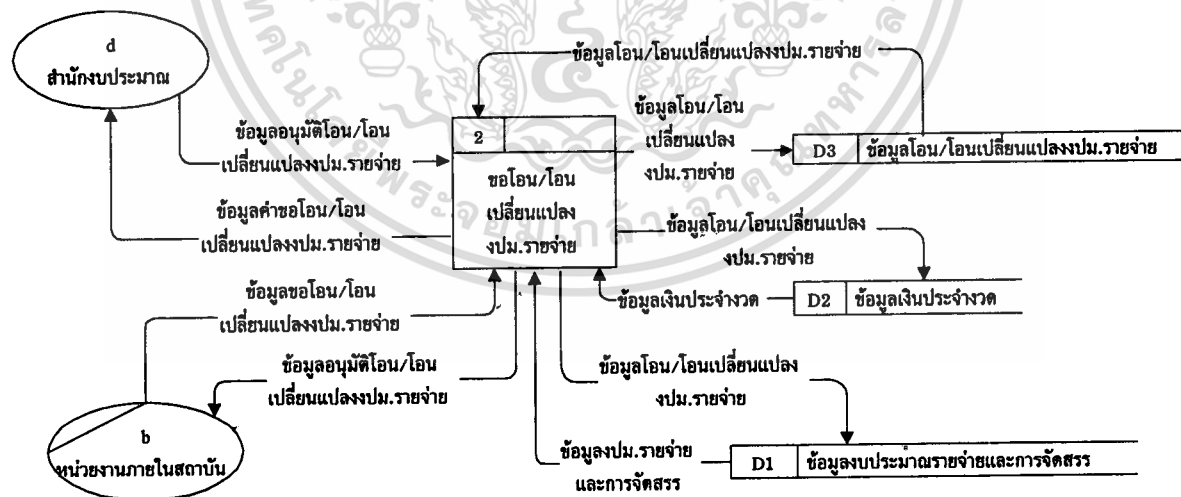 d
สำนักงบประมาณ
ข้อมูลโอน/โอนเปลี่ยนแปลงงปม.รายจ่าย
ข้อมูลอนุมัติโอน/โอน
เปลี่ยนแปลงงปม.รายจ่าย
2
ขอโอน/โอน
เปลี่ยนแปลง
งปม.รายจ่าย
ข้อมูลโอน/โอน
เปลี่ยนแปลง
งปม.รายจ่าย
D3 ข้อมูลโอน/โอนเปลี่ยนแปลงงปม.รายจ่าย
ข้อมูลคำขอโอน/โอน
เปลี่ยนแปลงงปม.รายจ่าย
ข้อมูลโอน/โอนเปลี่ยนแปลง
งปม.รายจ่าย
ข้อมูลขอโอน/โอน
เปลี่ยนแปลงงปม.รายจ่าย
ข้อมูลเงินประจำงวด
D2 ข้อมูลเงินประจำงวด
ข้อมูลอนุมัติโอน/โอน
เปลี่ยนแปลงงปม.รายจ่าย
ข้อมูลโอน/โอนเปลี่ยนแปลง
งปม.รายจ่าย
b
หน่วยงานภายในสถาบัน
ข้อมูลงปม.รายจ่าย
และการจัดสรร
D1 ข้อมูลงบประมาณรายจ่ายและการจัดสรร